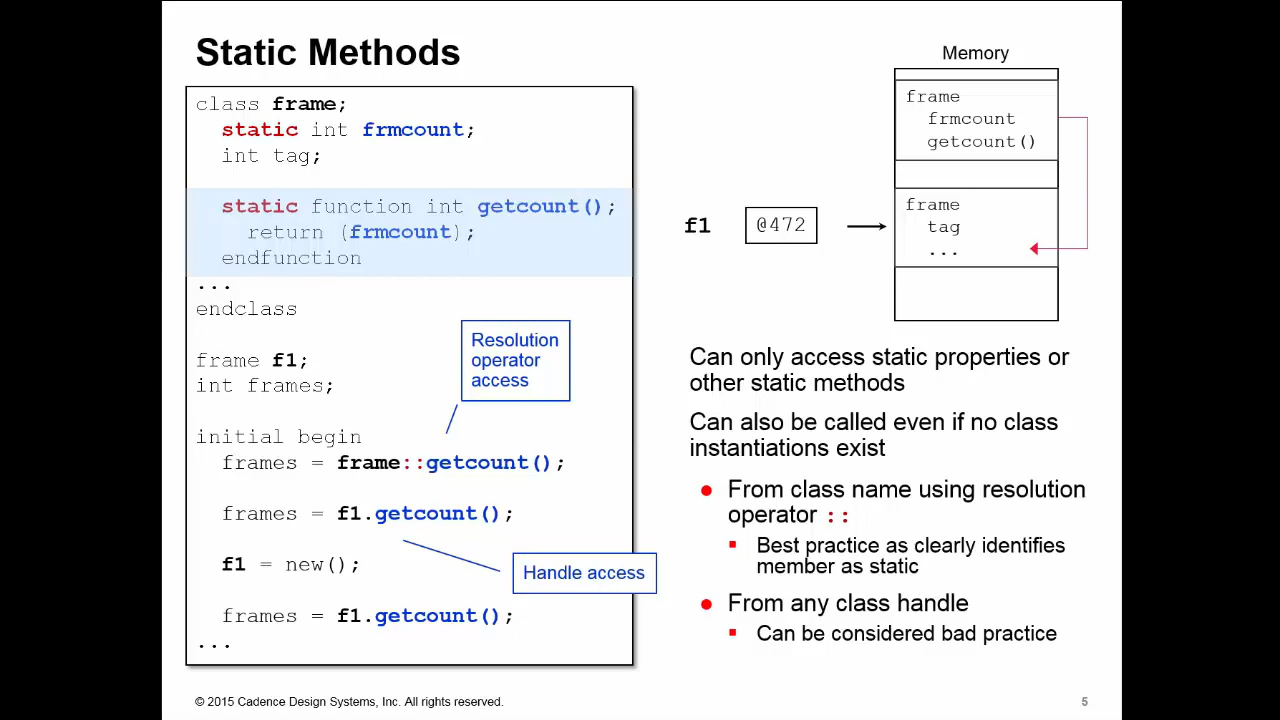 Static Methods
class frame;
static int frmcount;
int tag;
static function int getcount();
return (frmcount);
endfunction
...
endclass
frame f1;
int frames;
initial begin
frames = frame::getcount();
frames = f1.getcount();
f1 = new();
frames = f1.getcount();
...
Resolution
operator
access
Handle access
Memory
frame
frmcount
getcount()
f1
@472
frame
tag
...
Can only access static properties or
other static methods
Can also be called even if no class
instantiations exist
● From class name using resolution
operator ::
▪ Best practice as clearly identifies
member as static
● From any class handle
▪ Can be considered bad practice
© 2015 Cadence Design Systems, Inc. All rights reserved.
5